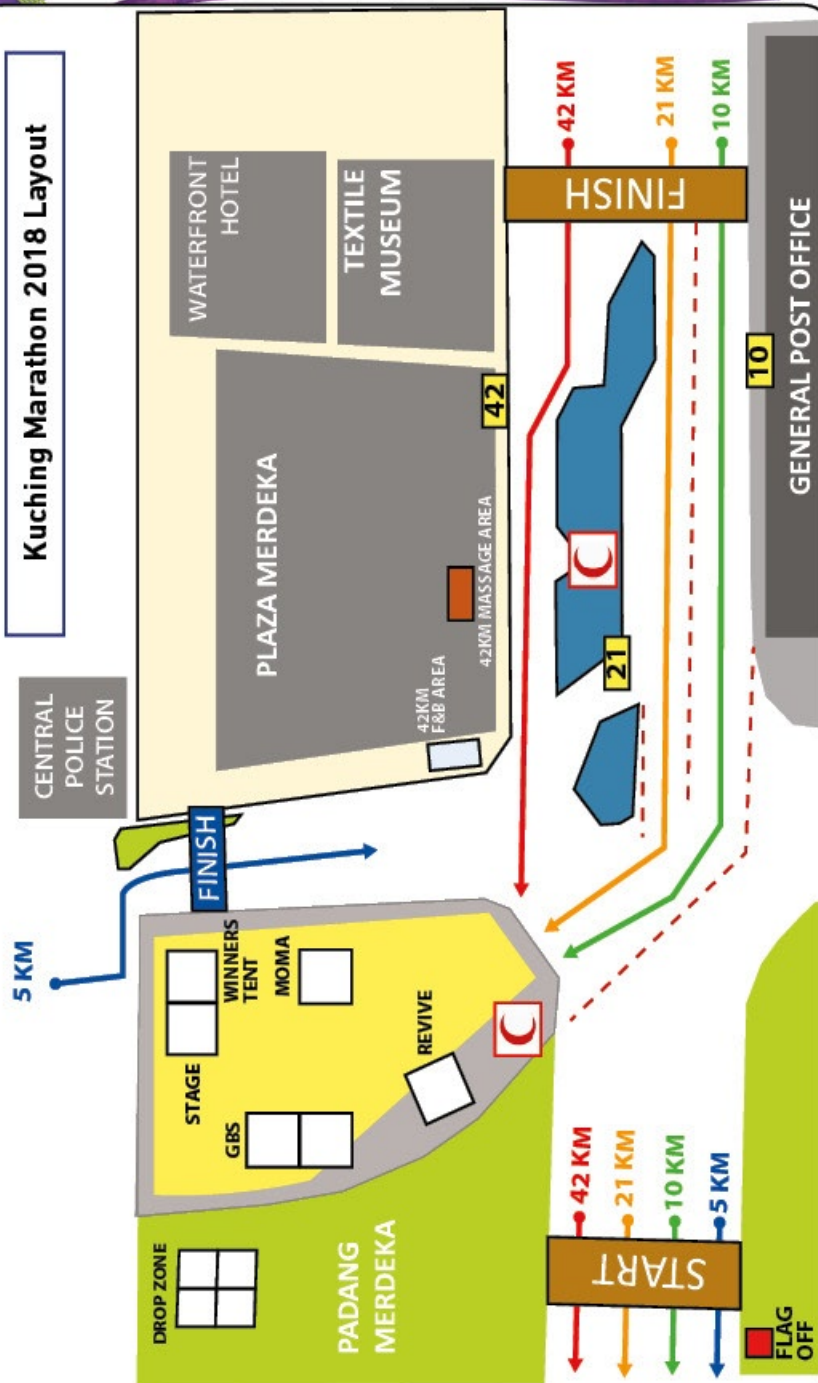 Kuching Marathon 2018 Layout
CENTRAL
POLICE
STATION
WATERFRONT
HOTEL
TEXTILE
MUSEUM
PLAZA MERDEKA
42KM
F&B AREA
42KM MASSAGE AREA
42
5 KM
FINISH
42 KM
21 KM
10 KM
FINISH
21
10
GENERAL POST OFFICE
STAGE
WINNERS
TENT
MOMA
GBS
REVIVE
DROP ZONE
PADANG
MERDEKA
42 KM
21 KM
10 KM
5 KM
START
FLAG
OFF